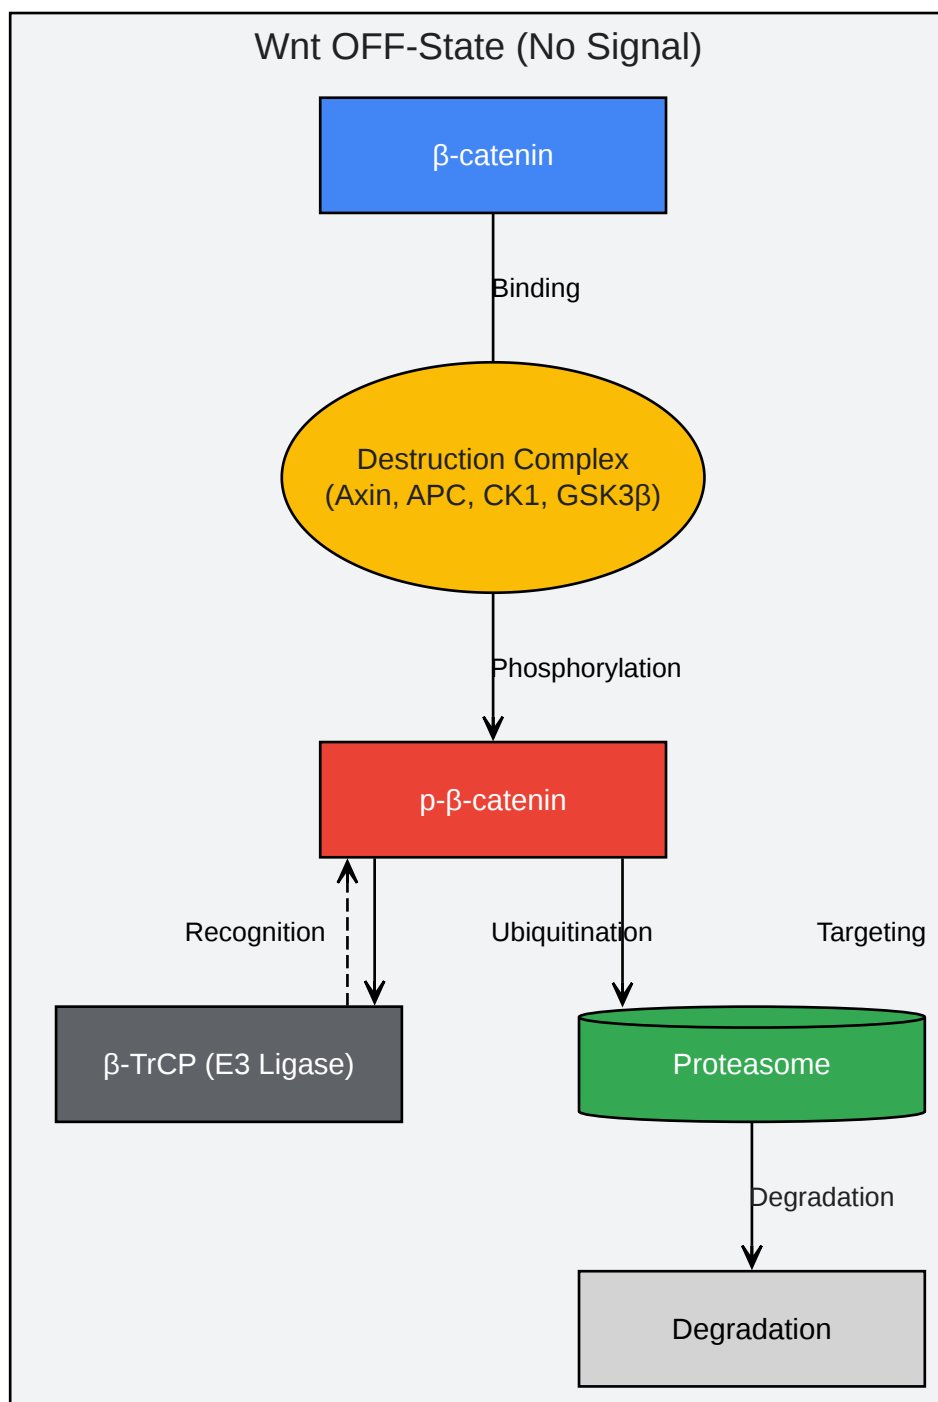 Wnt OFF-State (No Signal)
β-catenin
Binding
Destruction Complex
(Axin, APC, CK1, GSK3β)
Phosphorylation
p-β-catenin
Recognition
Ubiquitination
Targeting
β-TrCP (E3 Ligase)
Proteasome
Degradation
Degradation